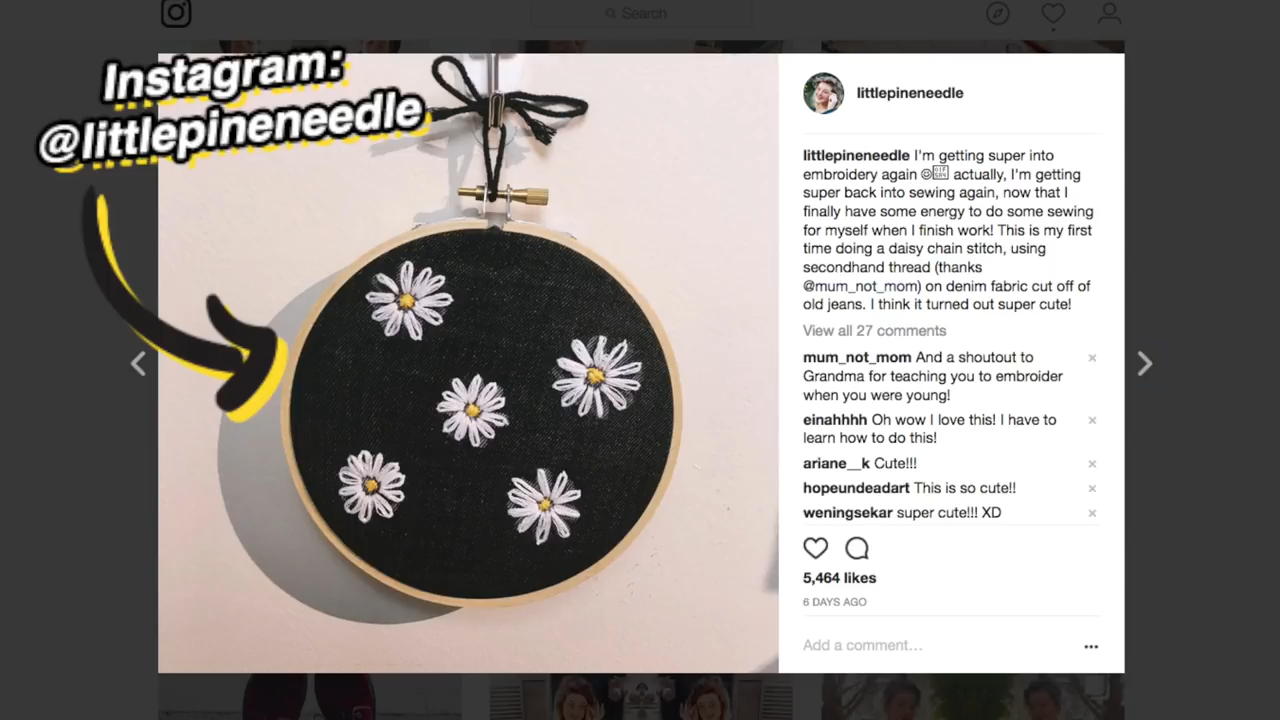 Search
Instagram:
@littlepineneedle
littlepineneedle
littlepineneedle I'm getting super into
embroidery again ☺ actually, I'm getting
super back into sewing again, now that I
finally have some energy to do some sewing
for myself when I finish work! This is my first
time doing a daisy chain stitch, using
secondhand thread (thanks
@mum_not_mom) on denim fabric cut off of
old jeans. I think it turned out super cute!
View all 27 comments
mum_not_mom And a shoutout to
Grandma for teaching you to embroider
when you were young!
einahhhh Oh wow I love this! I have to
learn how to do this!
ariane__k Cute!!!
hopeundeadart This is so cute!!
weningsekar super cute!!! XD
5,464 likes
6 DAYS AGO
Add a comment…